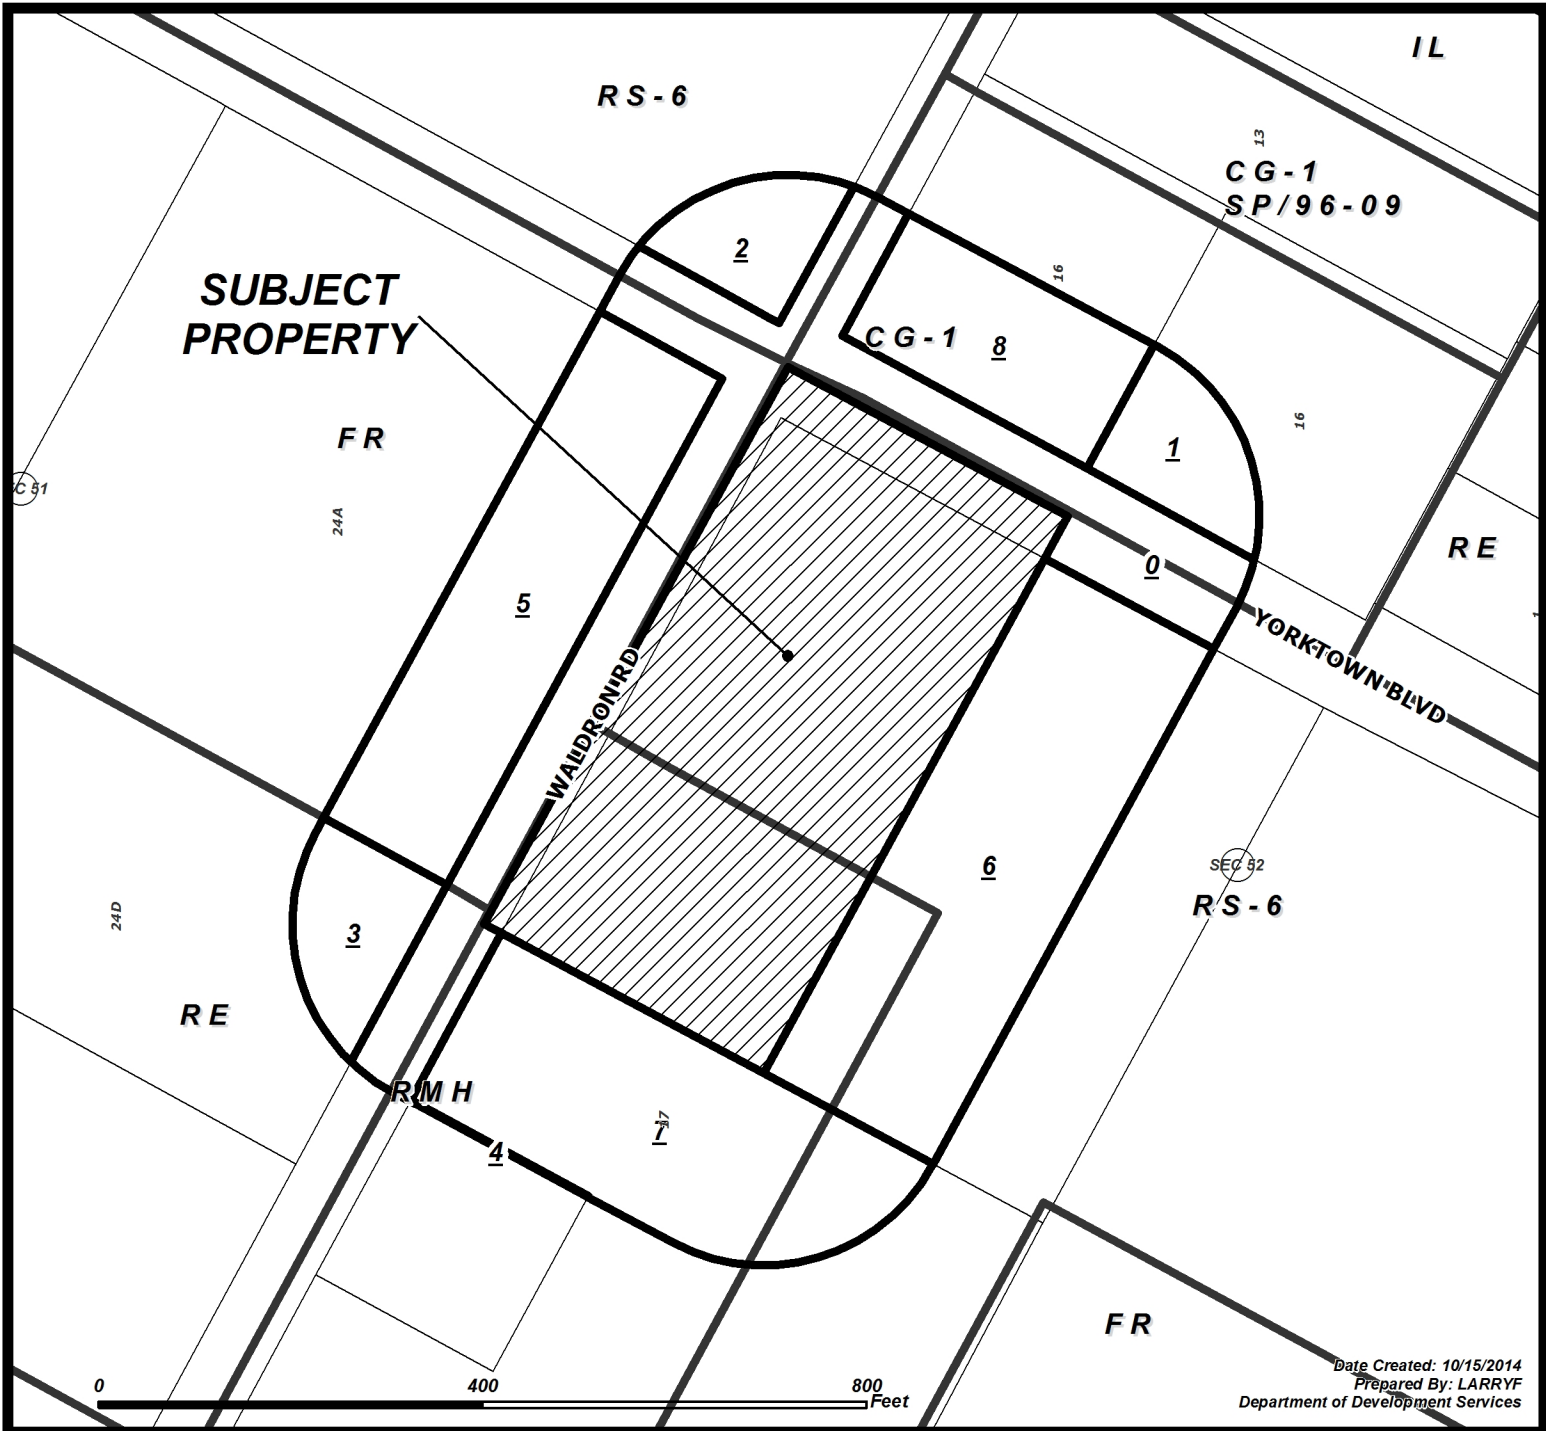 IL
RS-6
13
CG-1
SP/96-09
2
16
SUBJECT
PROPERTY
CG-1
8
16
FR
1
SEC 51
24A
RE
0
5
YORKTOWN BLVD
WALDRON RD
6
SEC 52
RS-6
24D
3
RE
RMH
7
4
FR
Date Created: 10/15/2014
Prepared By: LARRYF
Department of Development Services
0 400 800
Feet